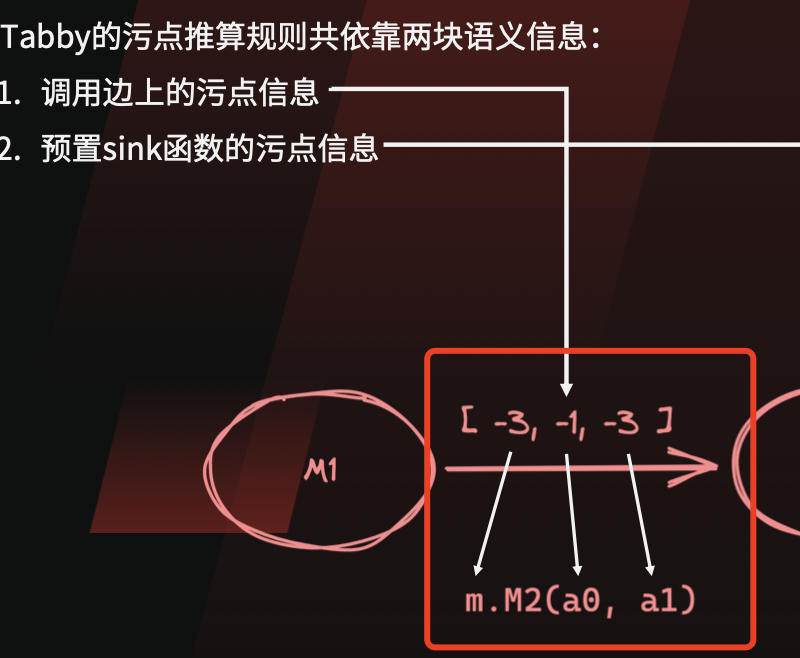 Tabby的污点推算规则共依靠两块语义信息：
1. 调用边上的污点信息
2. 预置sink函数的污点信息
[ -3, -1, -3 ]
M1
m.M2(a0, a1)